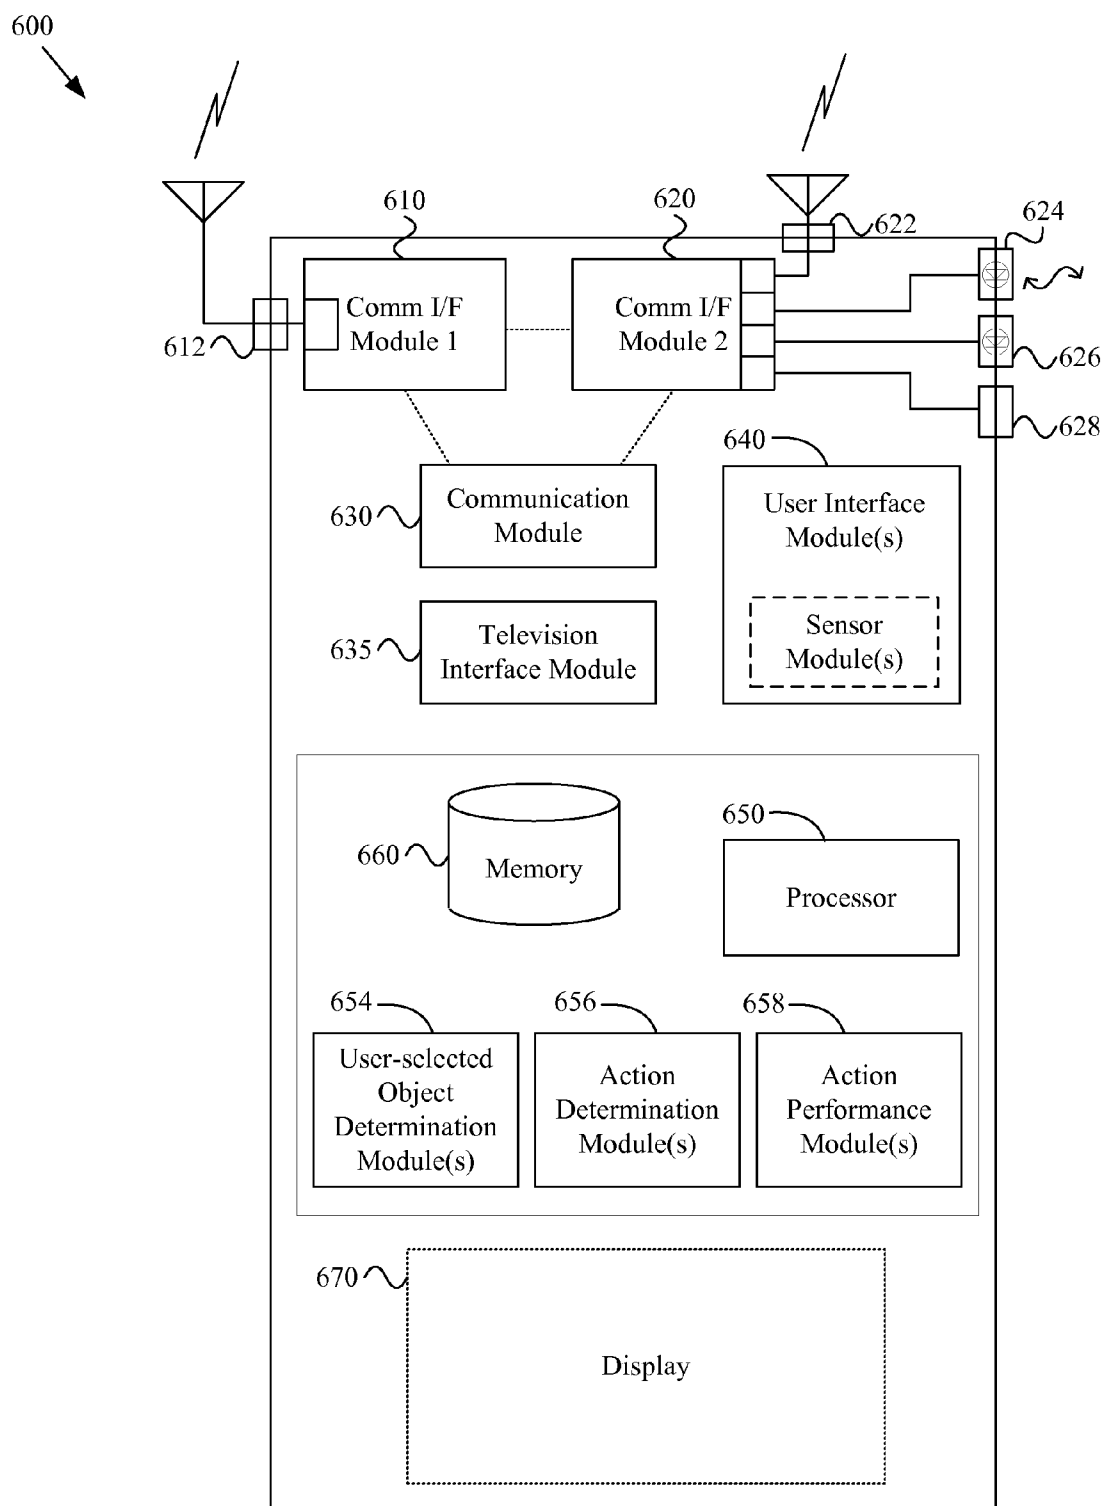 600
610
620
622
624
Comm I/F
Module 1
Comm I/F
Module 2
612
626
628
640
630
Communication
Module
User Interface
Module(s)
635
Television
Interface Module
Sensor
Module(s)
660
Memory
650
Processor
654
656
658
User-selected
Object
Determination
Module(s)
Action
Determination
Module(s)
Action
Performance
Module(s)
670
Display